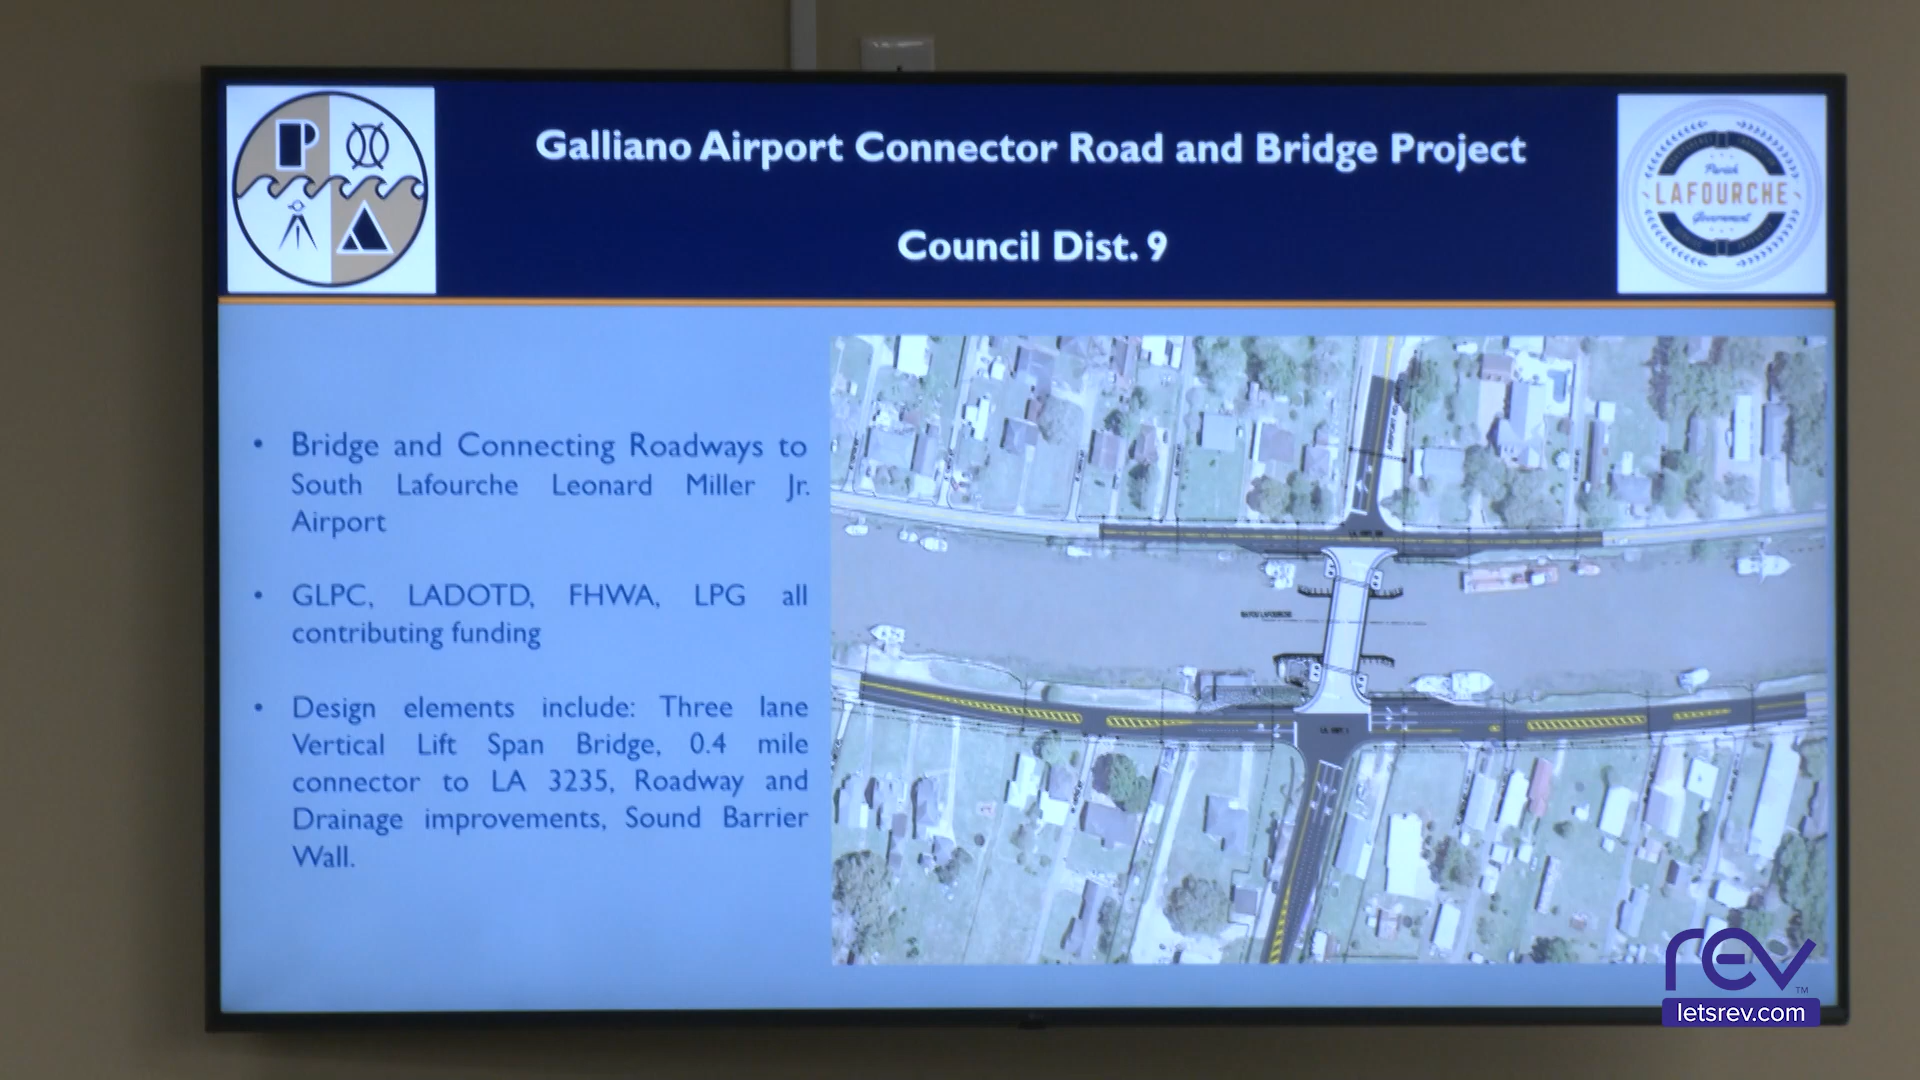 Galliano Airport Connector Road and Bridge Project
Council Dist. 9
Parish
LAFOURCHE
Government
• Bridge and Connecting Roadways to
South Lafourche Leonard Miller Jr.
Airport
• GLPC, LADOTD, FHWA, LPG all
contributing funding
• Design elements include: Three lane
Vertical Lift Span Bridge, 0.4 mile
connector to LA 3235, Roadway and
Drainage improvements, Sound Barrier
Wall.
BAYOU LAFOURCHE
rev
TM
letsrev.com